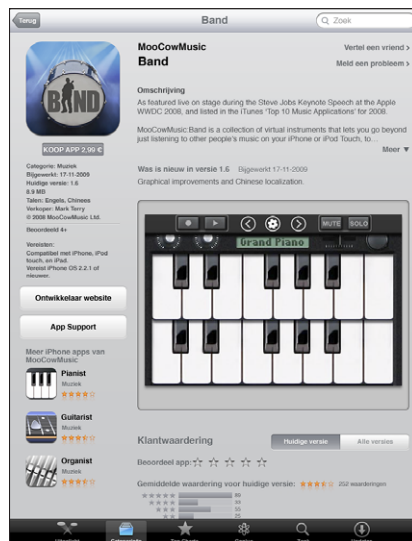 Terug
Band
Zoek
BAND
KOOP APP 2,99 €
Categorie: Muziek
Bijgewerkt: 17-11-2009
Huidige versie: 1.6
8.9 MB
Talen: Engels, Chinees
Verkoper: Mark Terry
© 2008 MooCowMusic Ltd.
Beoordeeld 4+
Vereisten:
Compatibel met iPhone, iPod
touch, en iPad.
Vereist iPhone OS 2.2.1 of
nieuwer.
Ontwikkelaar website
App Support
Meer iPhone apps van
MooCowMusic
Pianist
Muziek
Guitarist
Muziek
Organist
Muziek
MooCowMusic
Band
Vertel een vriend >
Meld een probleem >
Omschrijving
As featured live on stage during the Steve Jobs Keynote Speech at the Apple
WWDC 2008, and listed in the iTunes 'Top 10 Music Applications' for 2008.
MooCowMusic Band is a collection of virtual instruments that lets you go beyond
just listening to other people's music on your iPhone or iPod Touch, to...
Meer ▼
Was is nieuw in versie 1.6 Bijgewerkt 17-11-2009
Graphical improvements and Chinese localization.
Grand Piano
MUTE SOLO
Klantwaardering
Huidige versie
Alle versies
Beoordeel app:
Gemiddelde waardering voor huidige versie: 252 waarderingen